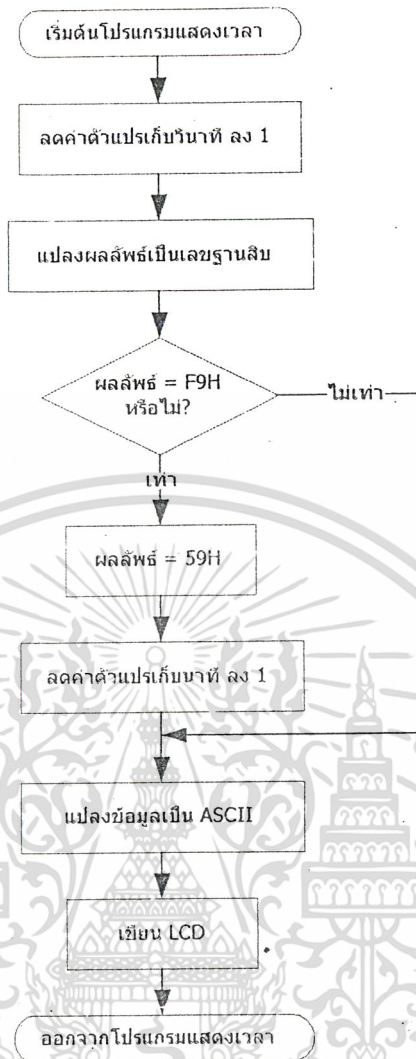 เริ่มต้นโปรแกรมแสดงเวลา
ลดค่าตัวแปรเก็บวินาที ลง 1
แปลงผลลัพธ์เป็นเลขฐานสิบ
ผลลัพธ์ = F9H
หรือไม่?
ไม่เท่า
เท่า
ผลลัพธ์ = 59H
ลดค่าตัวแปรเก็บนาที ลง 1
แปลงข้อมูลเป็น ASCII
เขียน LCD
ออกจากโปรแกรมแสดงเวลา